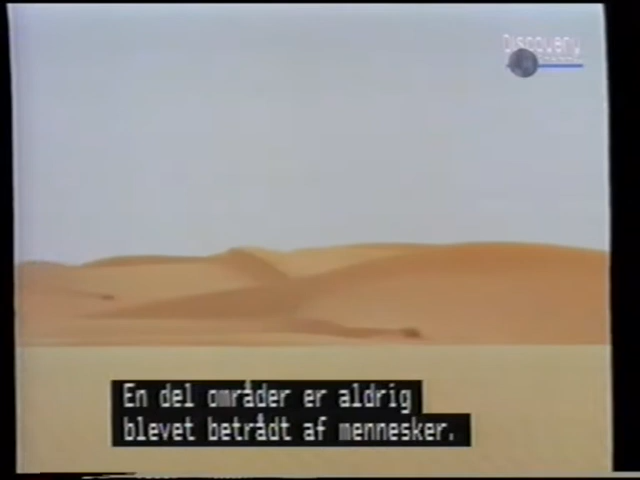 Discovery
En del områder er aldrig
blevet betrådt af mennesker.